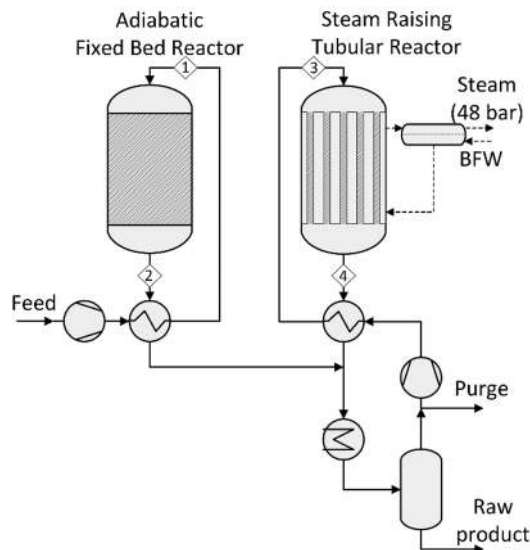 Adiabatic
Fixed Bed Reactor
Steam Raising
Tubular Reactor
1
3
Steam
(48 bar)
BFW
2
4
Feed
Purge
Raw
product